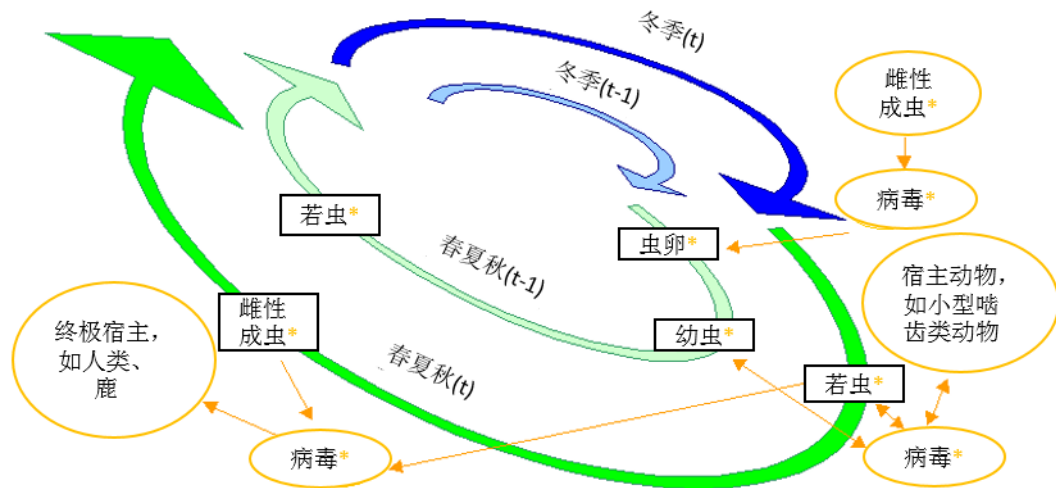 冬季(t)
冬季(t-1)
雌性
成虫*
病毒*
若虫*
虫卵*
春夏秋(t-1)
宿主动物，
如小型啮
齿类动物
雌性
成虫*
终极宿主，
如人类、
鹿
幼虫*
春夏秋(t)
若虫*
病毒*
病毒*